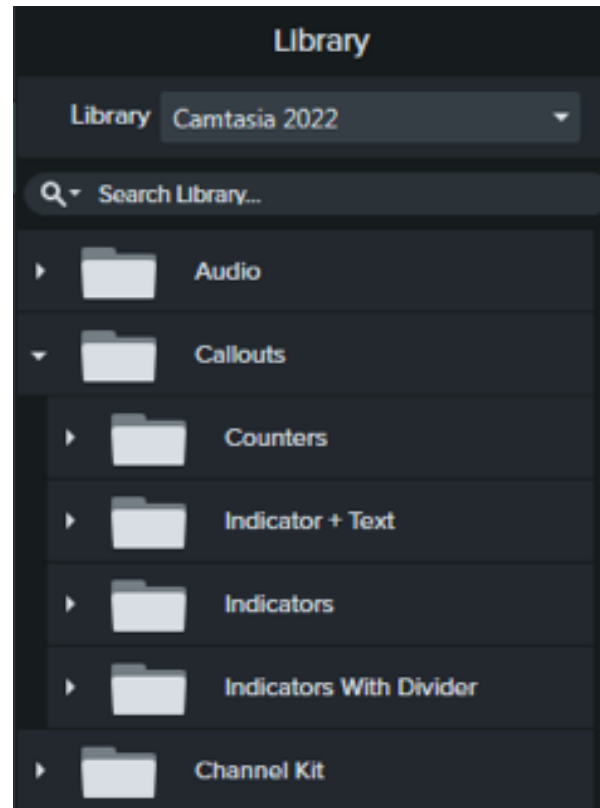 Library
Library Camtasia 2022
Search Library...
Audio
Callouts
Counters
Indicator + Text
Indicators
Indicators With Divider
Channel Kit